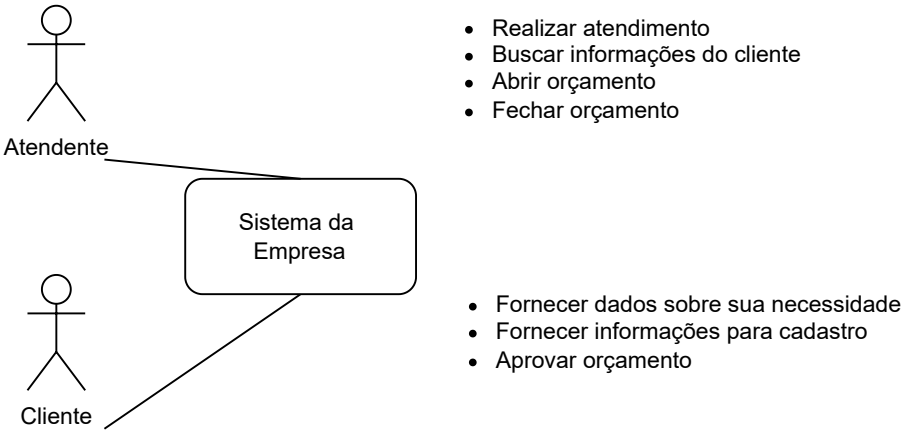 • Realizar atendimento
• Buscar informações do cliente
• Abrir orçamento
• Fechar orçamento
Atendente
Sistema da
Empresa
• Fornecer dados sobre sua necessidade
• Fornecer informações para cadastro
• Aprovar orçamento
Cliente